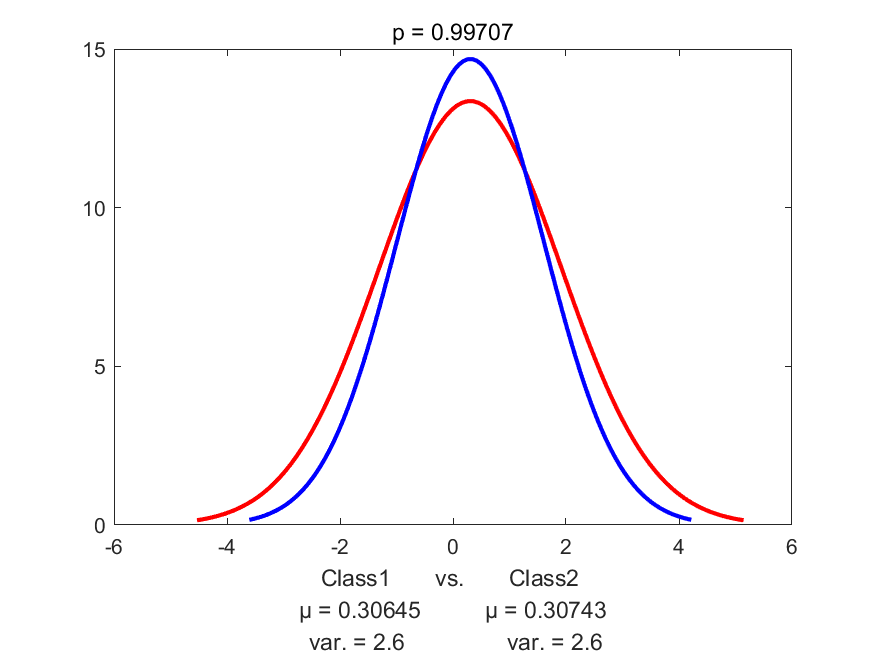 p = 0.99707
15
10
5
0
-6 -4 -2 0 2 4 6
Class1 vs. Class2
μ = 0.30645 μ = 0.30743
var. = 2.6 var. = 2.6